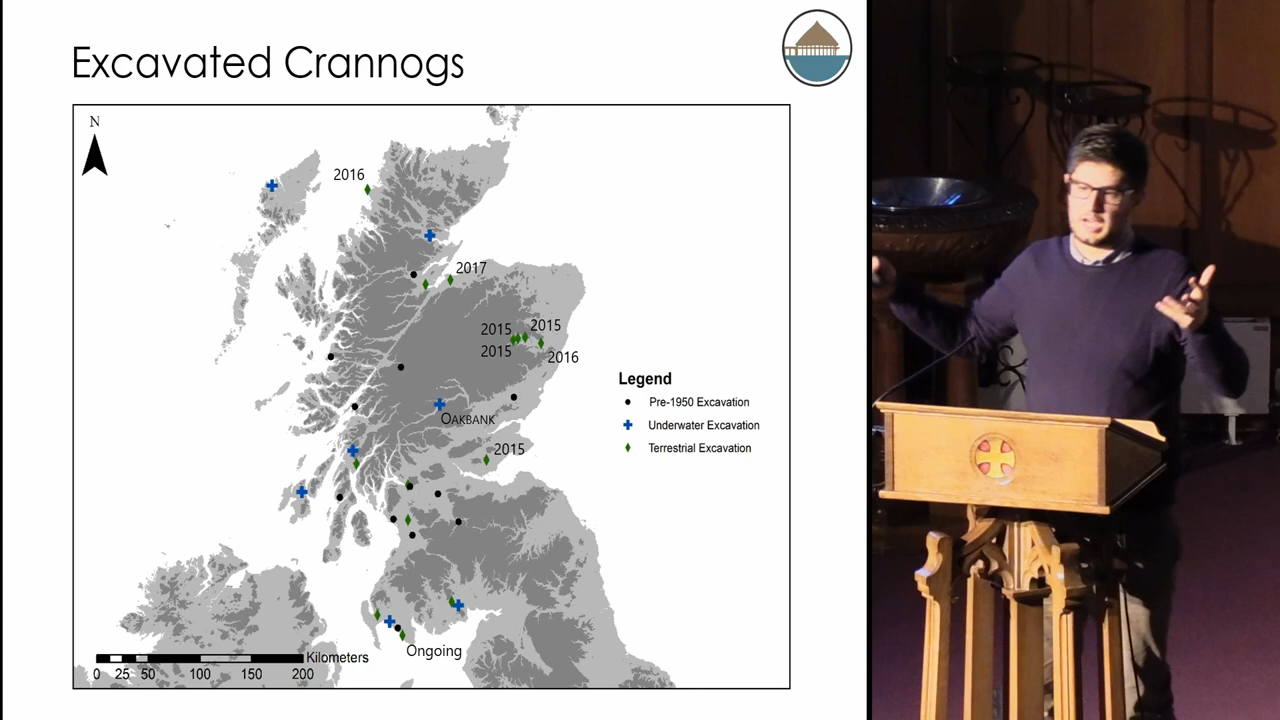 Excavated Crannogs
N
2016
2017
2015
2015
2015
2016
OAKBANK
2015
Legend
Pre-1950 Excavation
Underwater Excavation
Terrestrial Excavation
Ongoing
Kilometers
0 25 50 100 150 200